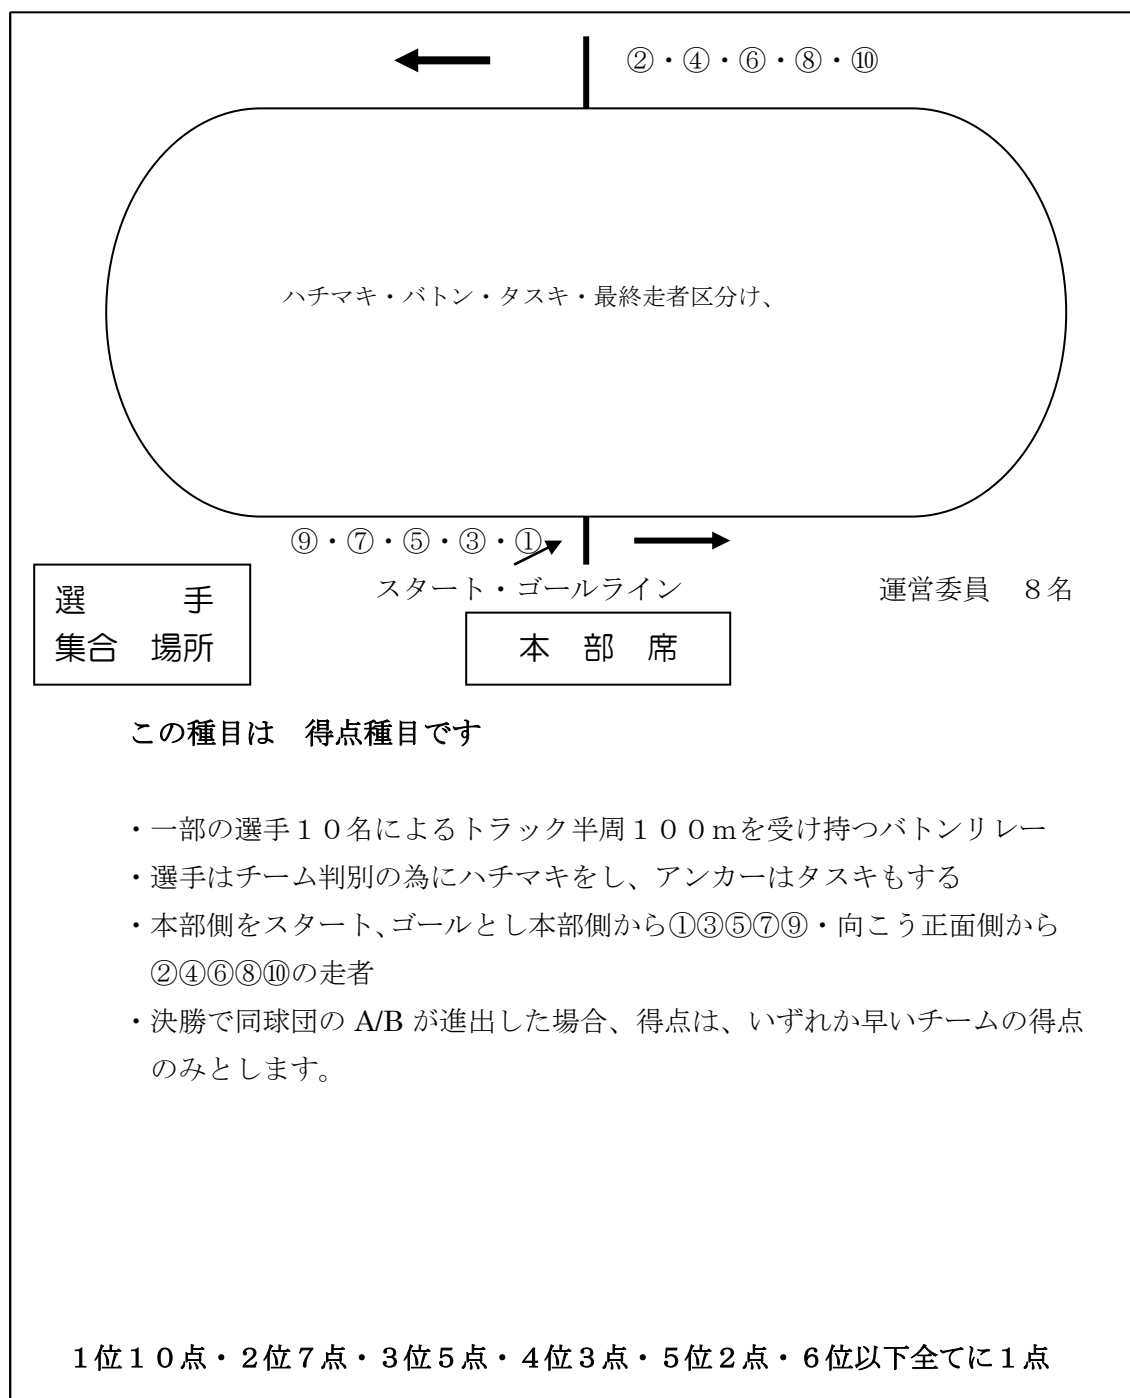 ②・④・⑥・⑧・⑩
ハチマキ・バトン・タスキ・最終走者区分け、
⑨・⑦・⑤・③・①
スタート・ゴールライン
運営委員　８名
選　　　手
集合　場所
本　部　席
この種目は　得点種目です
・一部の選手１０名によるトラック半周１００ｍを受け持つバトンリレー
・選手はチーム判別の為にハチマキをし、アンカーはタスキもする
・本部側をスタート、ゴールとし本部側から①③⑤⑦⑨・向こう正面側から
②④⑥⑧⑩の走者
・決勝で同球団の A/B が進出した場合、得点は、いずれか早いチームの得点
のみとします。
１位１０点・２位７点・３位５点・４位３点・５位２点・６位以下全てに１点